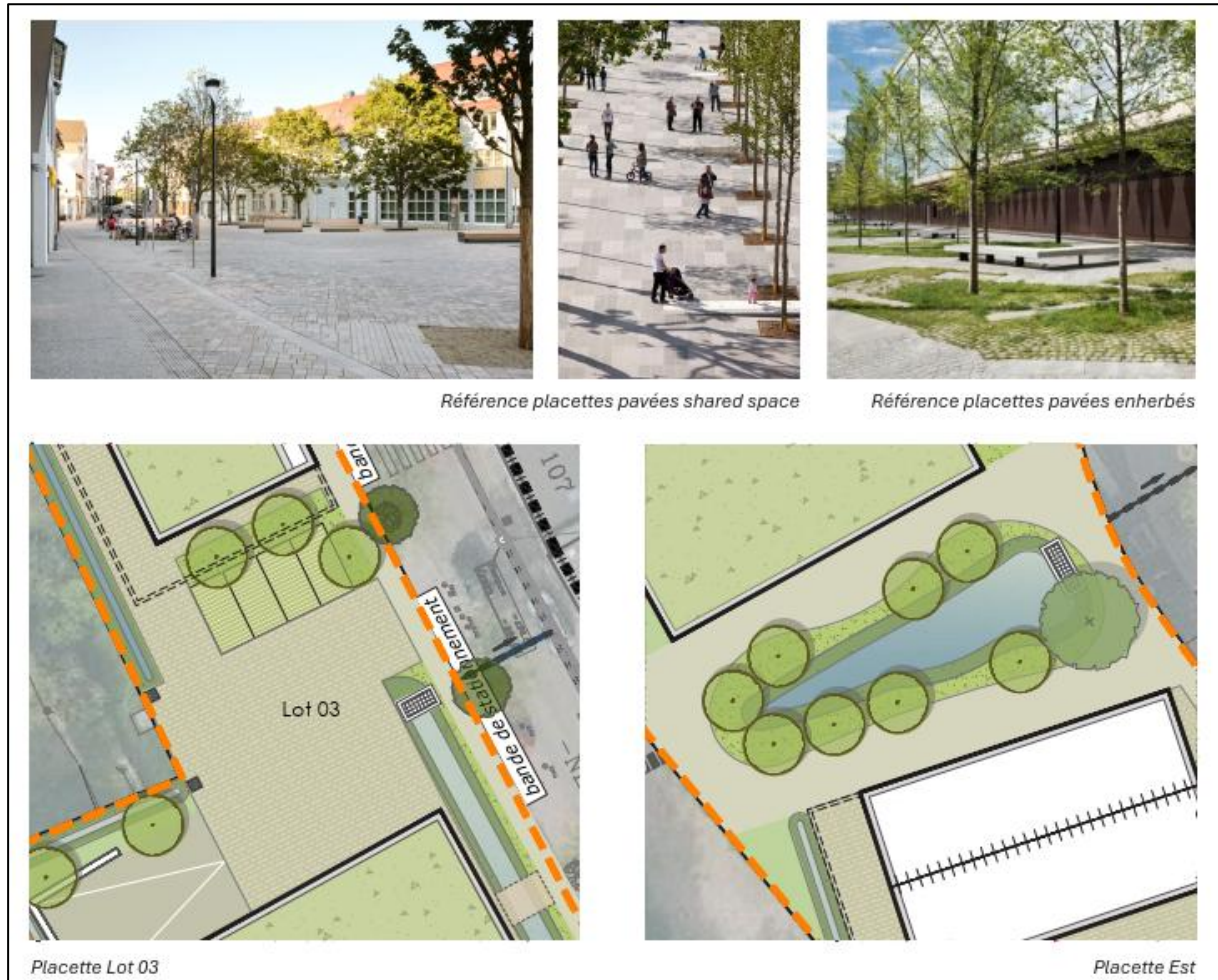 Référence placettes pavées shared space
Référence placettes pavées enherbés
107
bande de stationnement
Lot 03
Placette Lot 03
Placette Est